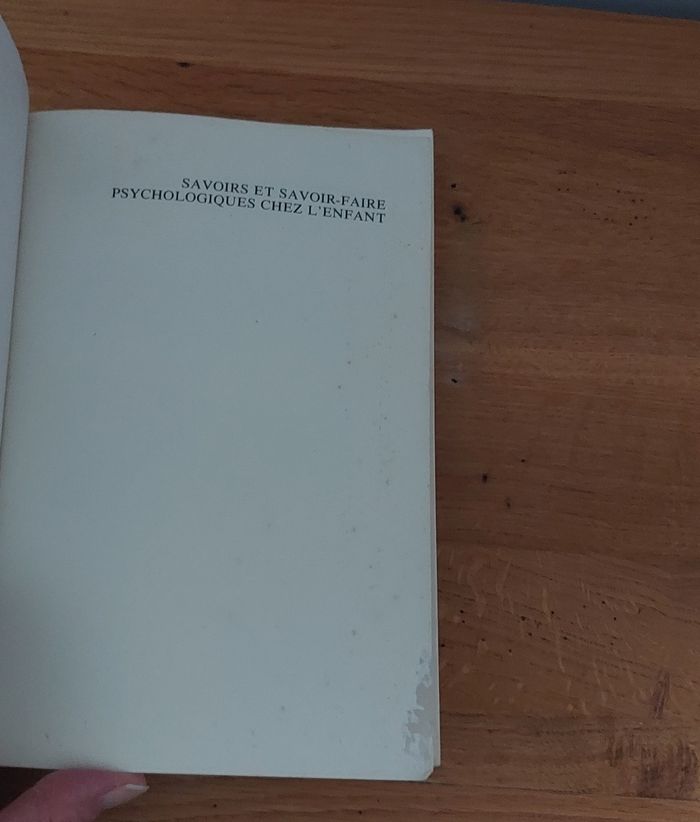 SAVOIRS ET SAVOIR-FAIRE
PSYCHOLOGIQUES CHEZ L'ENFANT